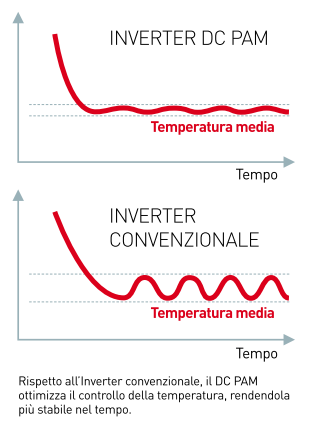 INVERTER DC PAM
Temperatura media
Tempo
INVERTER
CONVENZIONALE
Temperatura media
Tempo
Rispetto all'Inverter convenzionale, il DC PAM
ottimizza il controllo della temperatura, rendendola
più stabile nel tempo.